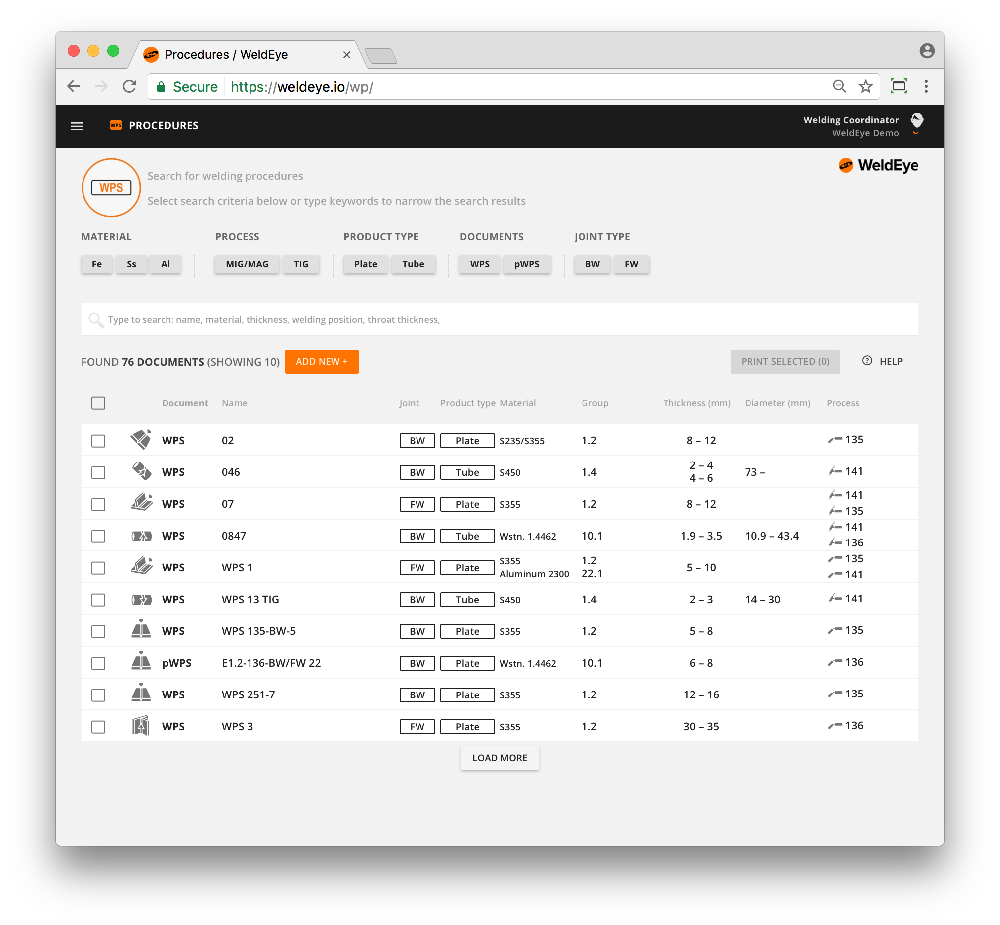 Procedures / WeldEye
Secure https://weldeye.io/wp/
WPS PROCEDURES
Welding Coordinator
WeldEye Demo
WPS
Search for welding procedures
Select search criteria below or type keywords to narrow the search results
WeldEye
MATERIAL PROCESS PRODUCT TYPE DOCUMENTS JOINT TYPE
Fe Ss Al MIG/MAG TIG Plate Tube WPS pWPS BW FW
Type to search: name, material, thickness, welding position, throat thickness,
FOUND 76 DOCUMENTS (SHOWING 10) ADD NEW + PRINT SELECTED (0) ? HELP
Document Name Joint Product type Material Group Thickness (mm) Diameter (mm) Process
WPS 02 BW Plate S235/S355 1.2 8 – 12 135
WPS 046 BW Tube S450 1.4 2 – 4 73 – 141
4 – 6
WPS 07 FW Plate S355 1.2 8 – 12 141
135
WPS 0847 BW Tube Wstn. 1.4462 10.1 1.9 – 3.5 10.9 – 43.4 141
136
WPS WPS 1 FW Plate S355 1.2 5 – 10 135
Aluminum 2300 22.1 141
WPS WPS 13 TIG BW Tube S450 1.4 2 – 3 14 – 30 141
WPS WPS 135-BW-5 BW Plate S355 1.2 5 – 8 135
pWPS E1.2-136-BW/FW 22 BW Plate Wstn. 1.4462 10.1 6 – 8 136
WPS WPS 251-7 BW Plate S355 1.2 12 – 16 135
WPS WPS 3 FW Plate S355 1.2 30 – 35 136
LOAD MORE